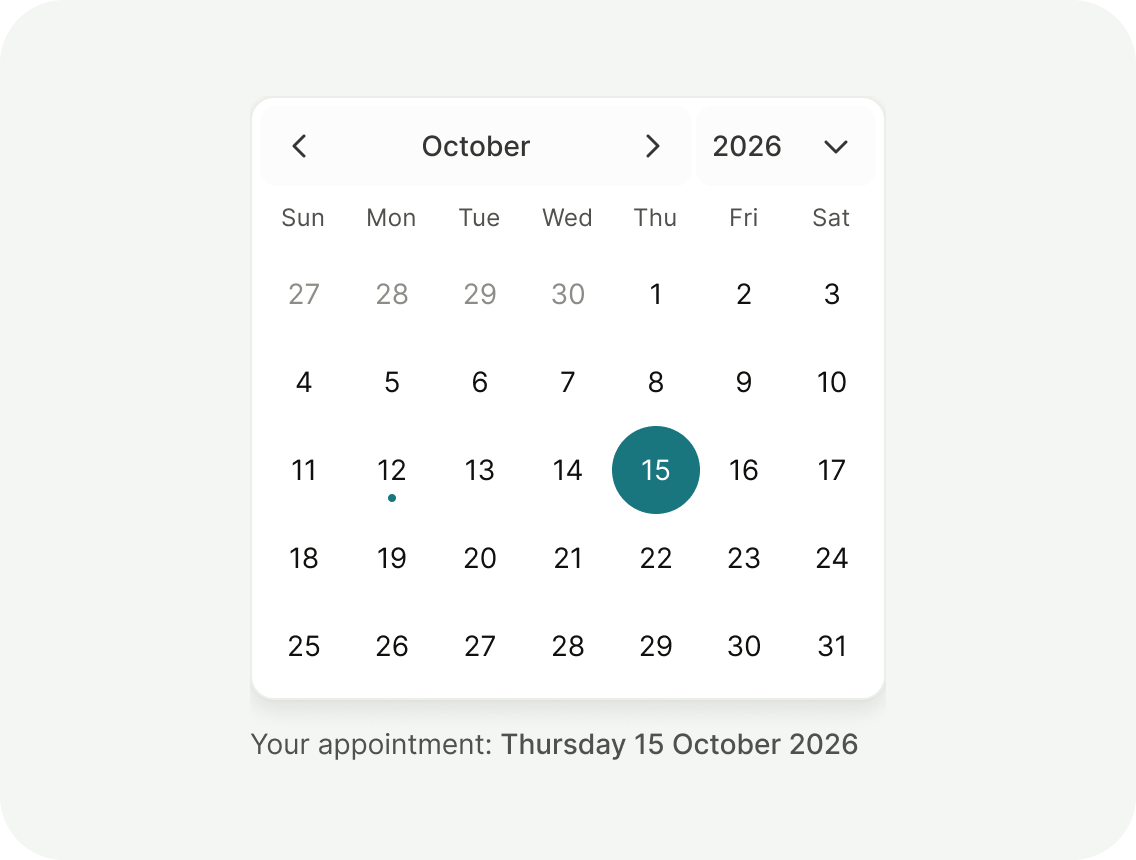 October 2026
Sun Mon Tue Wed Thu Fri Sat
27 28 29 30 1 2 3
4 5 6 7 8 9 10
11 12 13 14 15 16 17
18 19 20 21 22 23 24
25 26 27 28 29 30 31
Your appointment: Thursday 15 October 2026